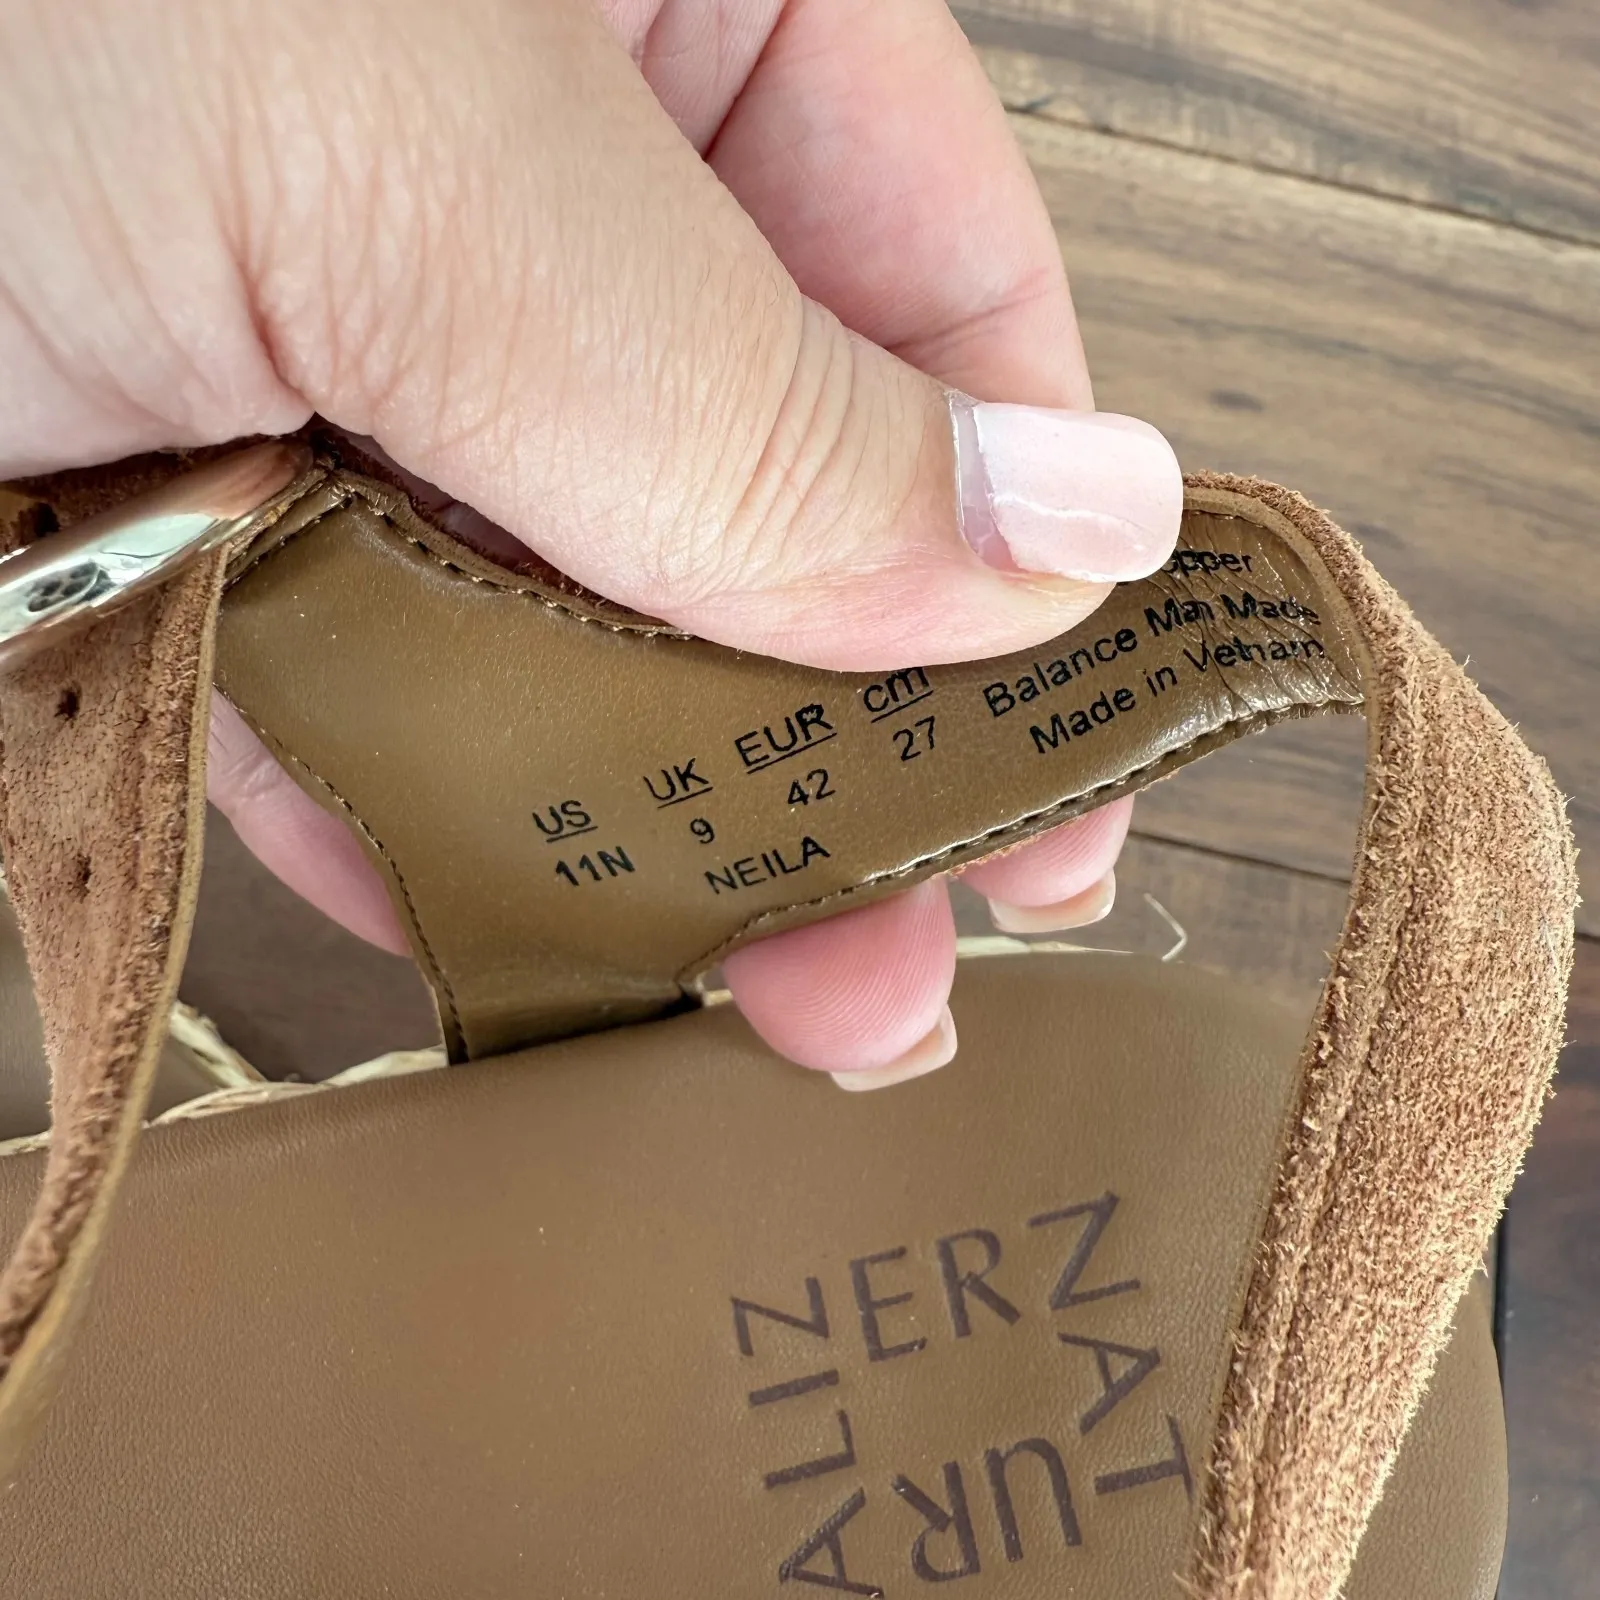 Balance Man Made
Made in Vietnam
US UK EUR cm
11N 9 42 27
NEILA
NATURALIZER